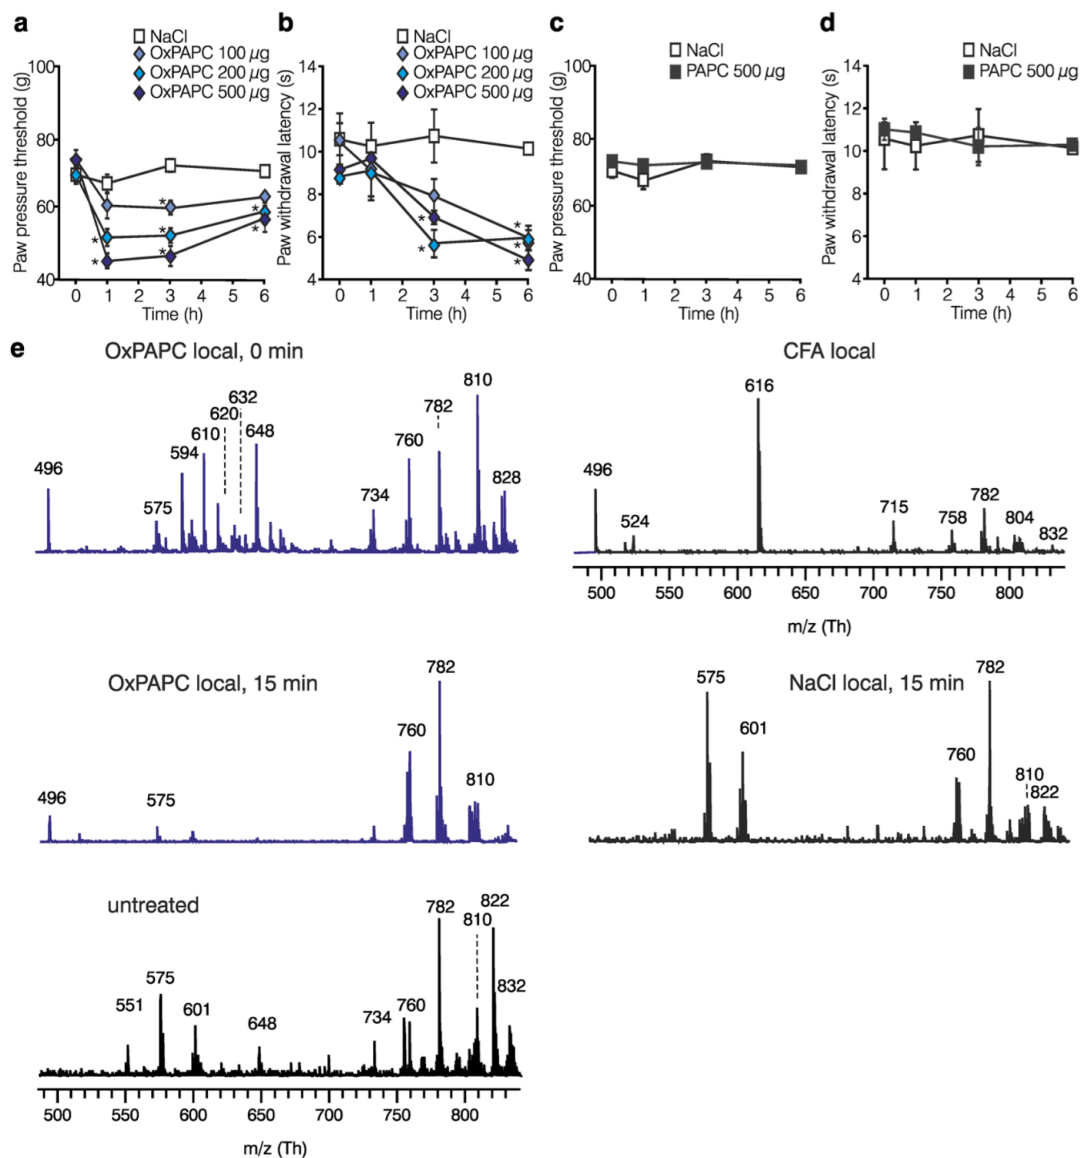 a
NaCl
OxPAPC 100 µg
OxPAPC 200 µg
OxPAPC 500 µg
Paw pressure threshold (g)
100
80
60
40
0 1 2 3 4 5 6
Time (h)
* * * * * * *
b
NaCl
OxPAPC 100 µg
OxPAPC 200 µg
OxPAPC 500 µg
Paw withdrawal latency (s)
14
12
10
8
6
4
0 1 2 3 4 5 6
Time (h)
* * * * *
c
NaCl
PAPC 500 µg
Paw pressure threshold (g)
100
80
60
40
0 1 2 3 4 5 6
Time (h)
d
NaCl
PAPC 500 µg
Paw withdrawal latency (s)
14
12
10
8
6
4
0 1 2 3 4 5 6
Time (h)
e
OxPAPC local, 0 min
496 575 594 610 620 632 648 734 760 782 810 828
CFA local
496 524 616 715 758 782 804 832
500 550 600 650 700 750 800
m/z (Th)
OxPAPC local, 15 min
496 575 760 782 810
NaCl local, 15 min
575 601 760 782 810 822
untreated
551 575 601 648 734 760 782 810 822 832
500 550 600 650 700 750 800
m/z (Th)